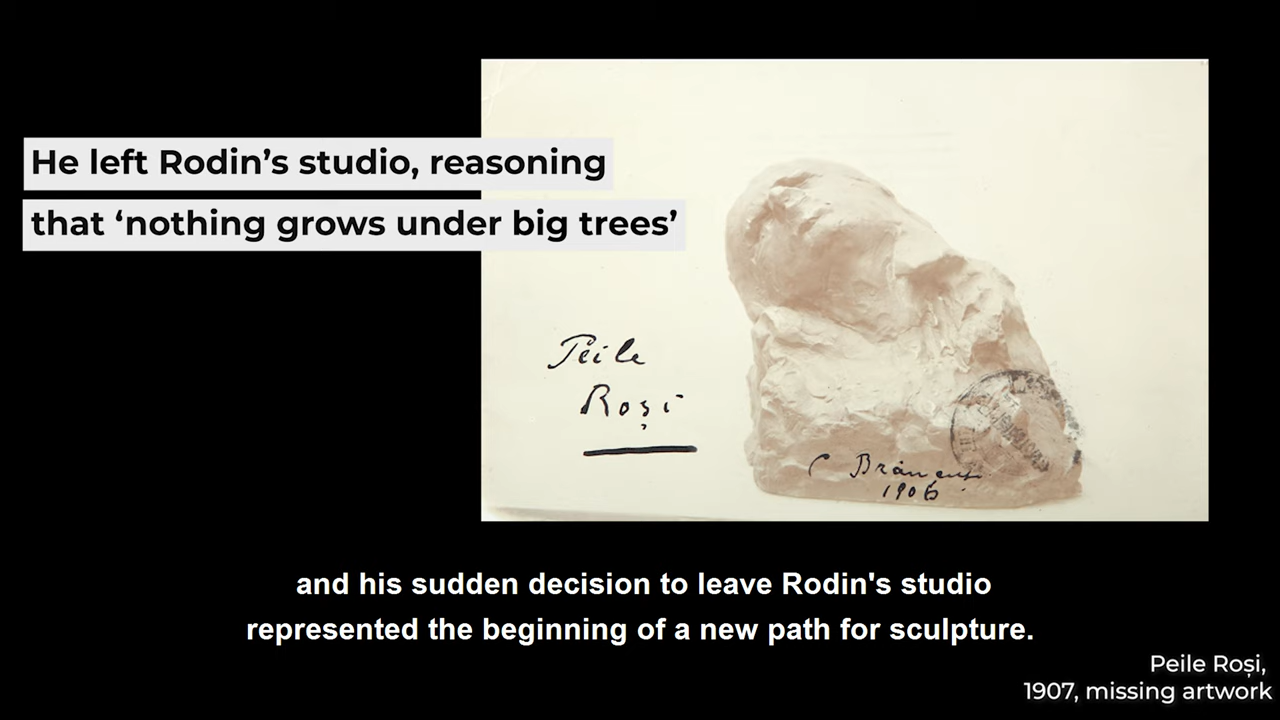 He left Rodin’s studio, reasoning
that ‘nothing grows under big trees’
Peile
Roși
C Brâncuși
1906
and his sudden decision to leave Rodin's studio
represented the beginning of a new path for sculpture.
Peile Roși,
1907, missing artwork